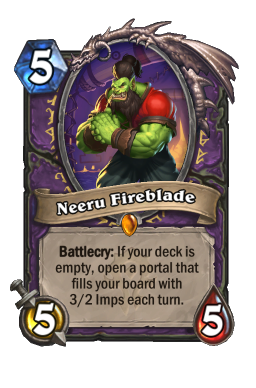 5
Neeru Fireblade
Battlecry: If your deck is
empty, open a portal that
fills your board with
3/2 Imps each turn.
5
5